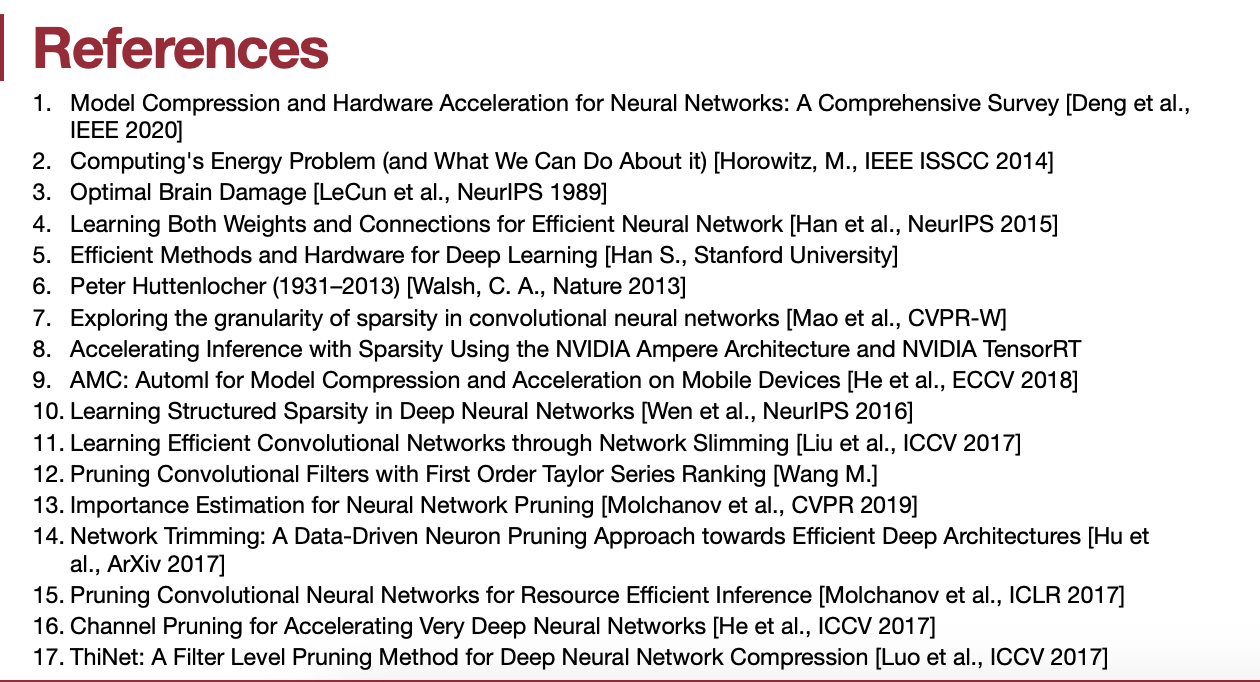 References
1. Model Compression and Hardware Acceleration for Neural Networks: A Comprehensive Survey [Deng et al.,
IEEE 2020]
2. Computing's Energy Problem (and What We Can Do About it) [Horowitz, M., IEEE ISSCC 2014]
3. Optimal Brain Damage [LeCun et al., NeurIPS 1989]
4. Learning Both Weights and Connections for Efficient Neural Network [Han et al., NeurIPS 2015]
5. Efficient Methods and Hardware for Deep Learning [Han S., Stanford University]
6. Peter Huttenlocher (1931–2013) [Walsh, C. A., Nature 2013]
7. Exploring the granularity of sparsity in convolutional neural networks [Mao et al., CVPR-W]
8. Accelerating Inference with Sparsity Using the NVIDIA Ampere Architecture and NVIDIA TensorRT
9. AMC: Automl for Model Compression and Acceleration on Mobile Devices [He et al., ECCV 2018]
10. Learning Structured Sparsity in Deep Neural Networks [Wen et al., NeurIPS 2016]
11. Learning Efficient Convolutional Networks through Network Slimming [Liu et al., ICCV 2017]
12. Pruning Convolutional Filters with First Order Taylor Series Ranking [Wang M.]
13. Importance Estimation for Neural Network Pruning [Molchanov et al., CVPR 2019]
14. Network Trimming: A Data-Driven Neuron Pruning Approach towards Efficient Deep Architectures [Hu et
al., ArXiv 2017]
15. Pruning Convolutional Neural Networks for Resource Efficient Inference [Molchanov et al., ICLR 2017]
16. Channel Pruning for Accelerating Very Deep Neural Networks [He et al., ICCV 2017]
17. ThiNet: A Filter Level Pruning Method for Deep Neural Network Compression [Luo et al., ICCV 2017]